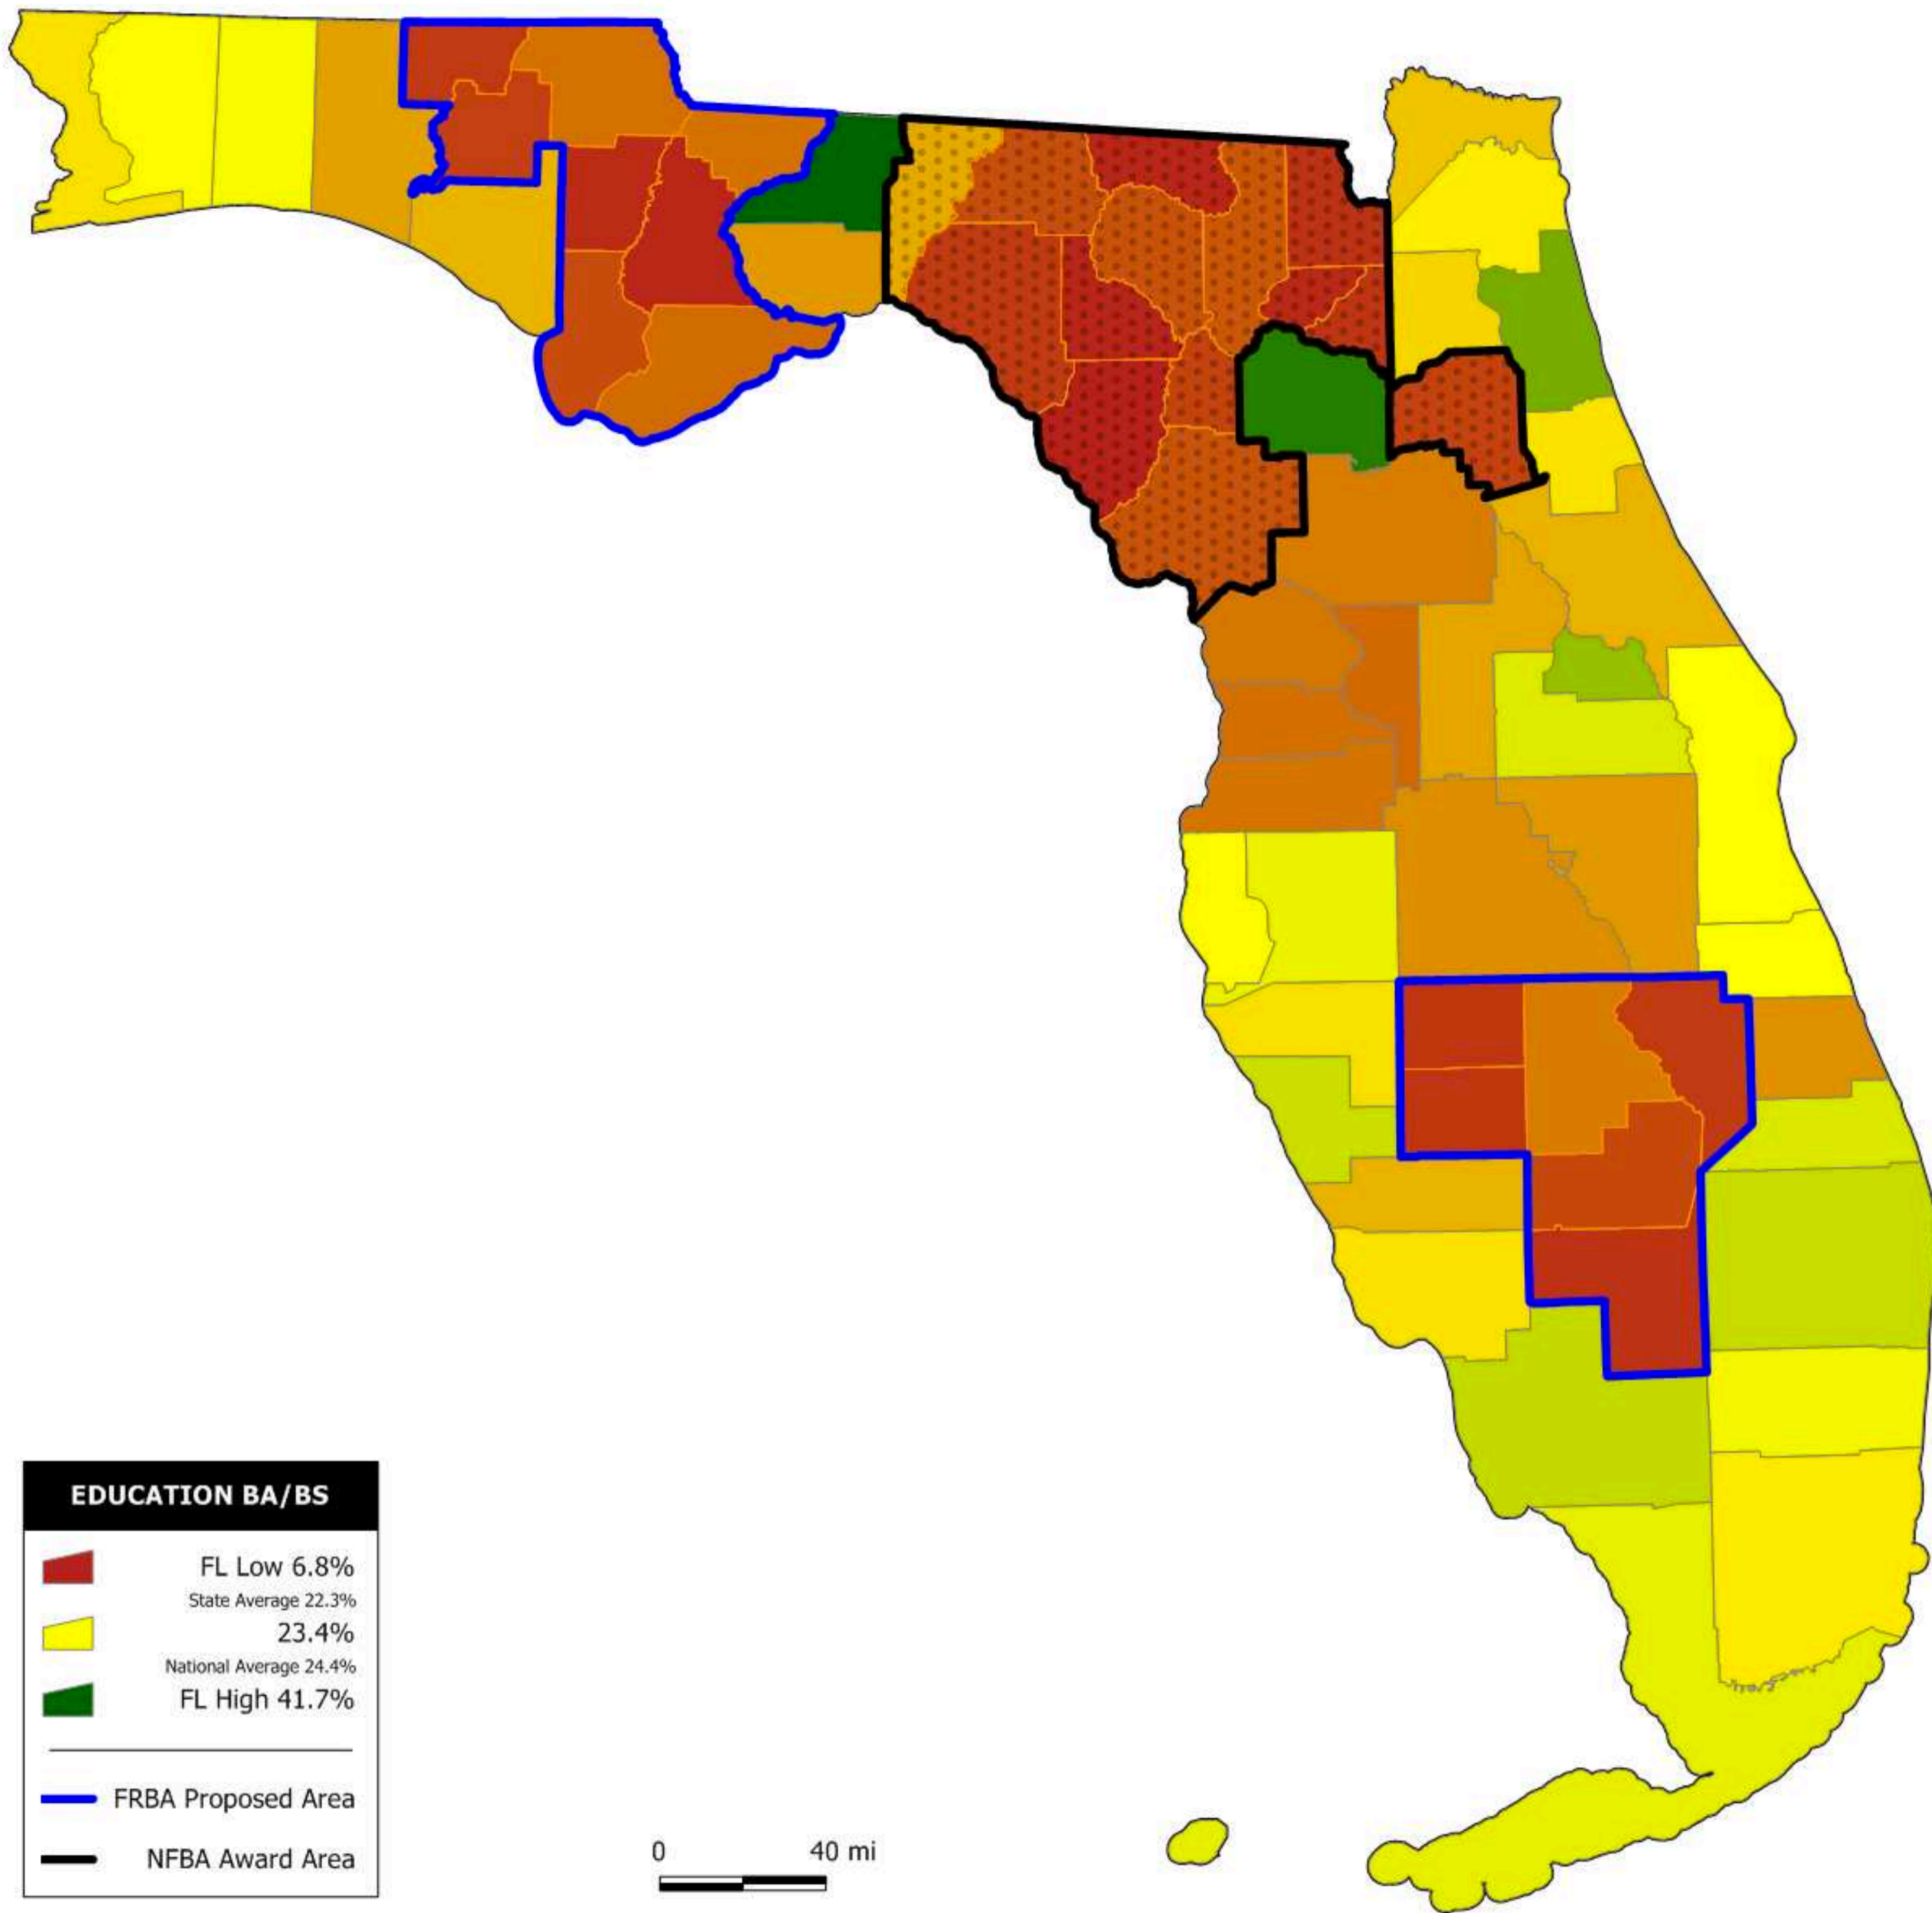 EDUCATION BA/BS
FL Low 6.8%
State Average 22.3%
23.4%
National Average 24.4%
FL High 41.7%
FRBA Proposed Area
NFBA Award Area
0 40 mi